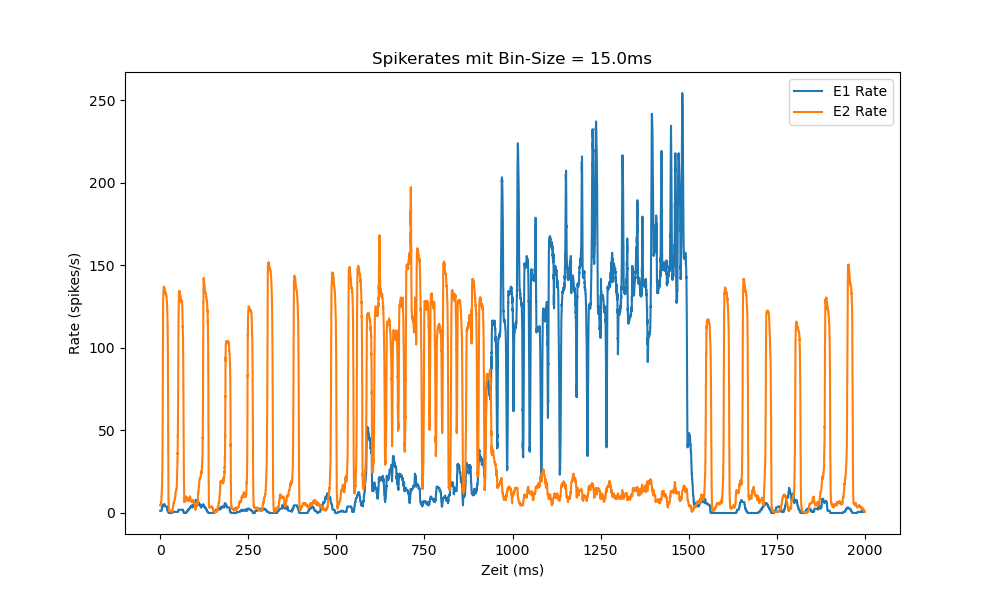 Spikerates mit Bin-Size = 15.0ms
E1 Rate
E2 Rate
Rate (spikes/s)
250
200
150
100
50
0
0 250 500 750 1000 1250 1500 1750 2000
Zeit (ms)